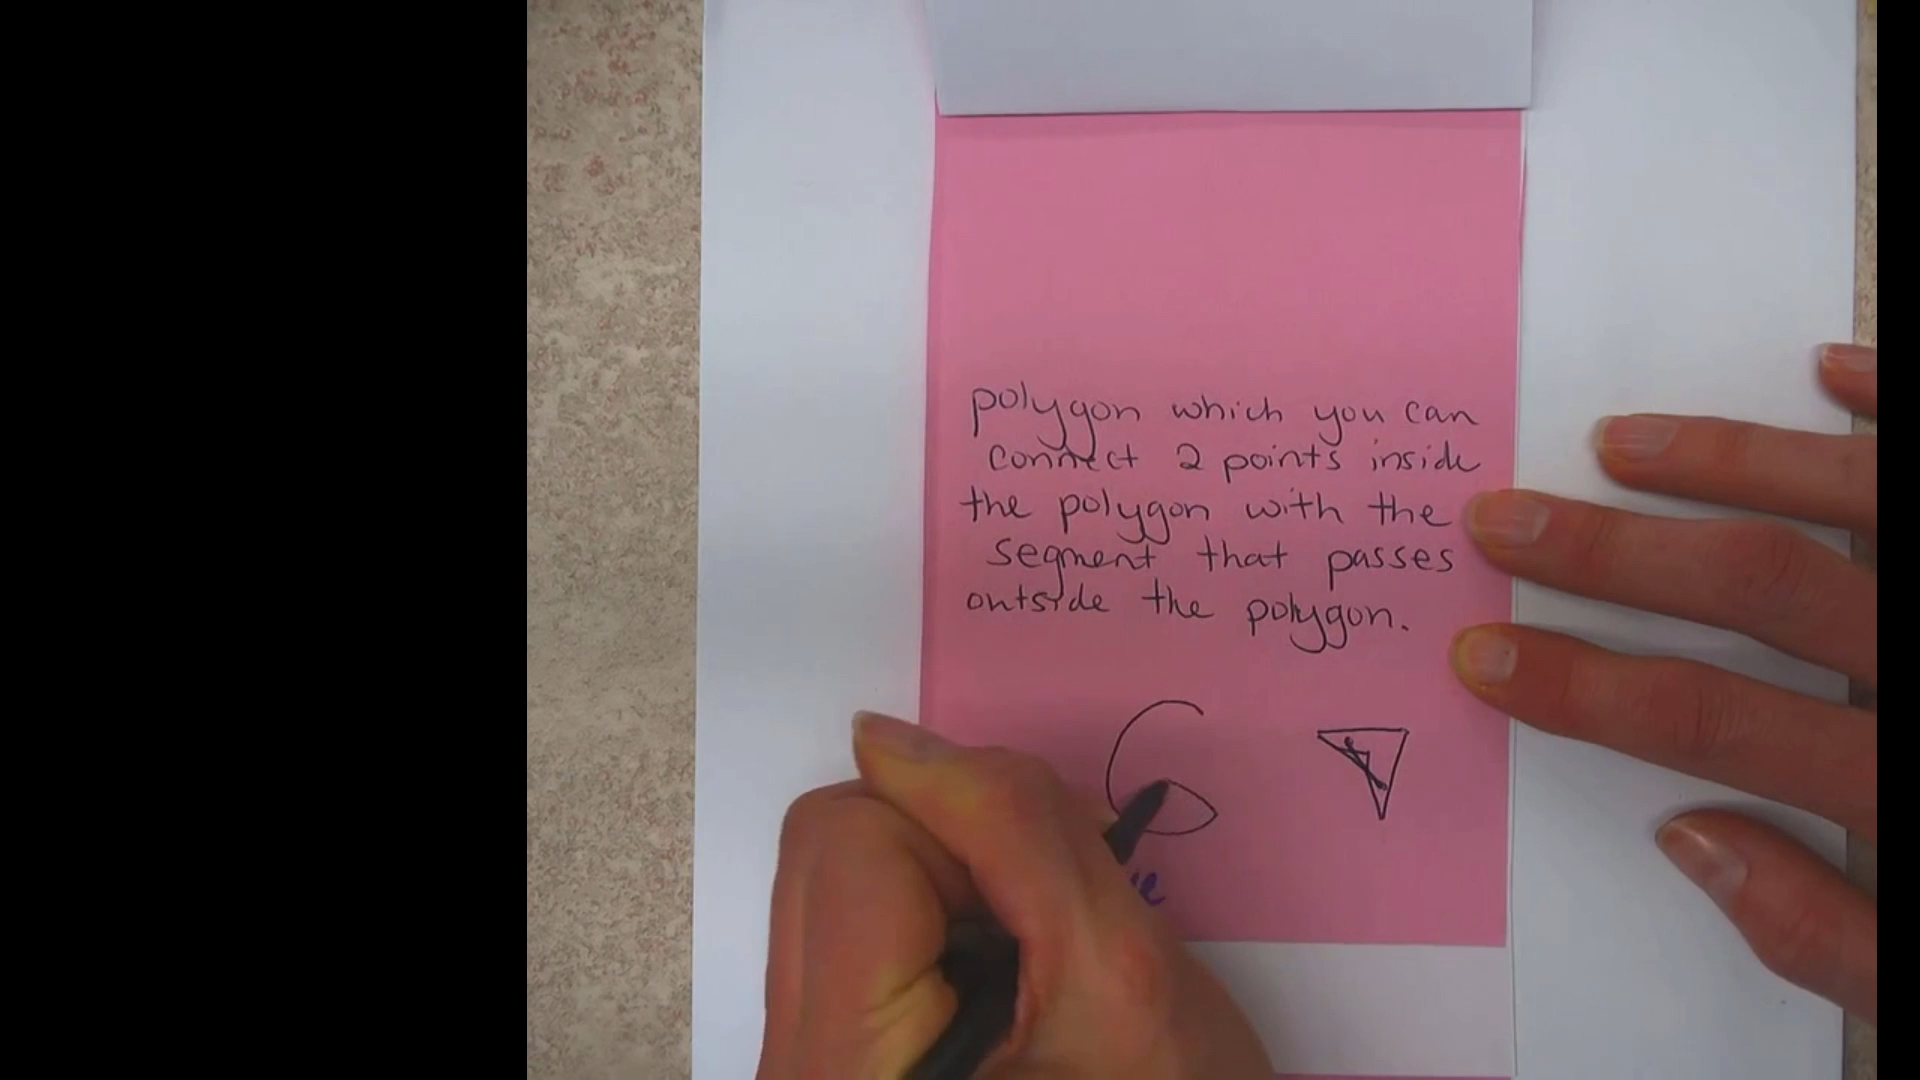 polygon which you can
connect 2 points inside
the polygon with the
segment that passes
outside the polygon.